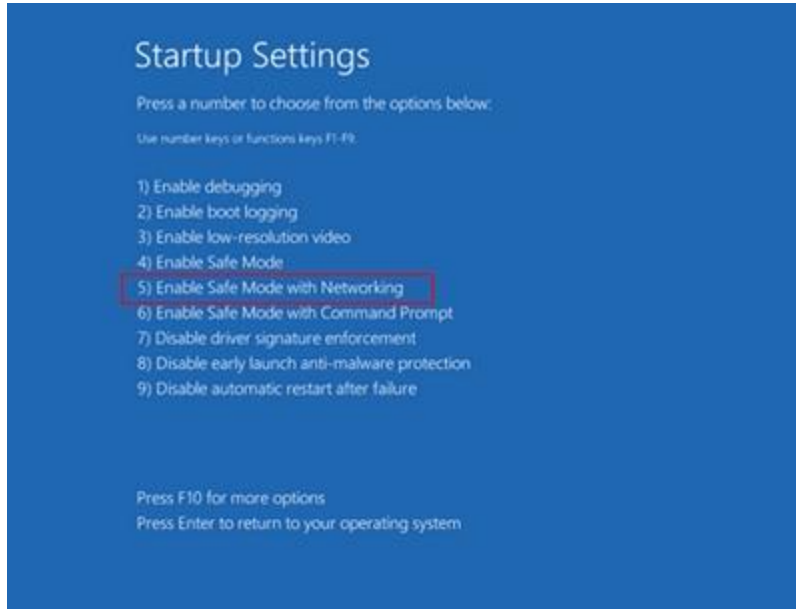 Startup Settings
Press a number to choose from the options below:
Use number keys or functions keys F1-F9.
1) Enable debugging
2) Enable boot logging
3) Enable low-resolution video
4) Enable Safe Mode
5) Enable Safe Mode with Networking
6) Enable Safe Mode with Command Prompt
7) Disable driver signature enforcement
8) Disable early launch anti-malware protection
9) Disable automatic restart after failure
Press F10 for more options
Press Enter to return to your operating system